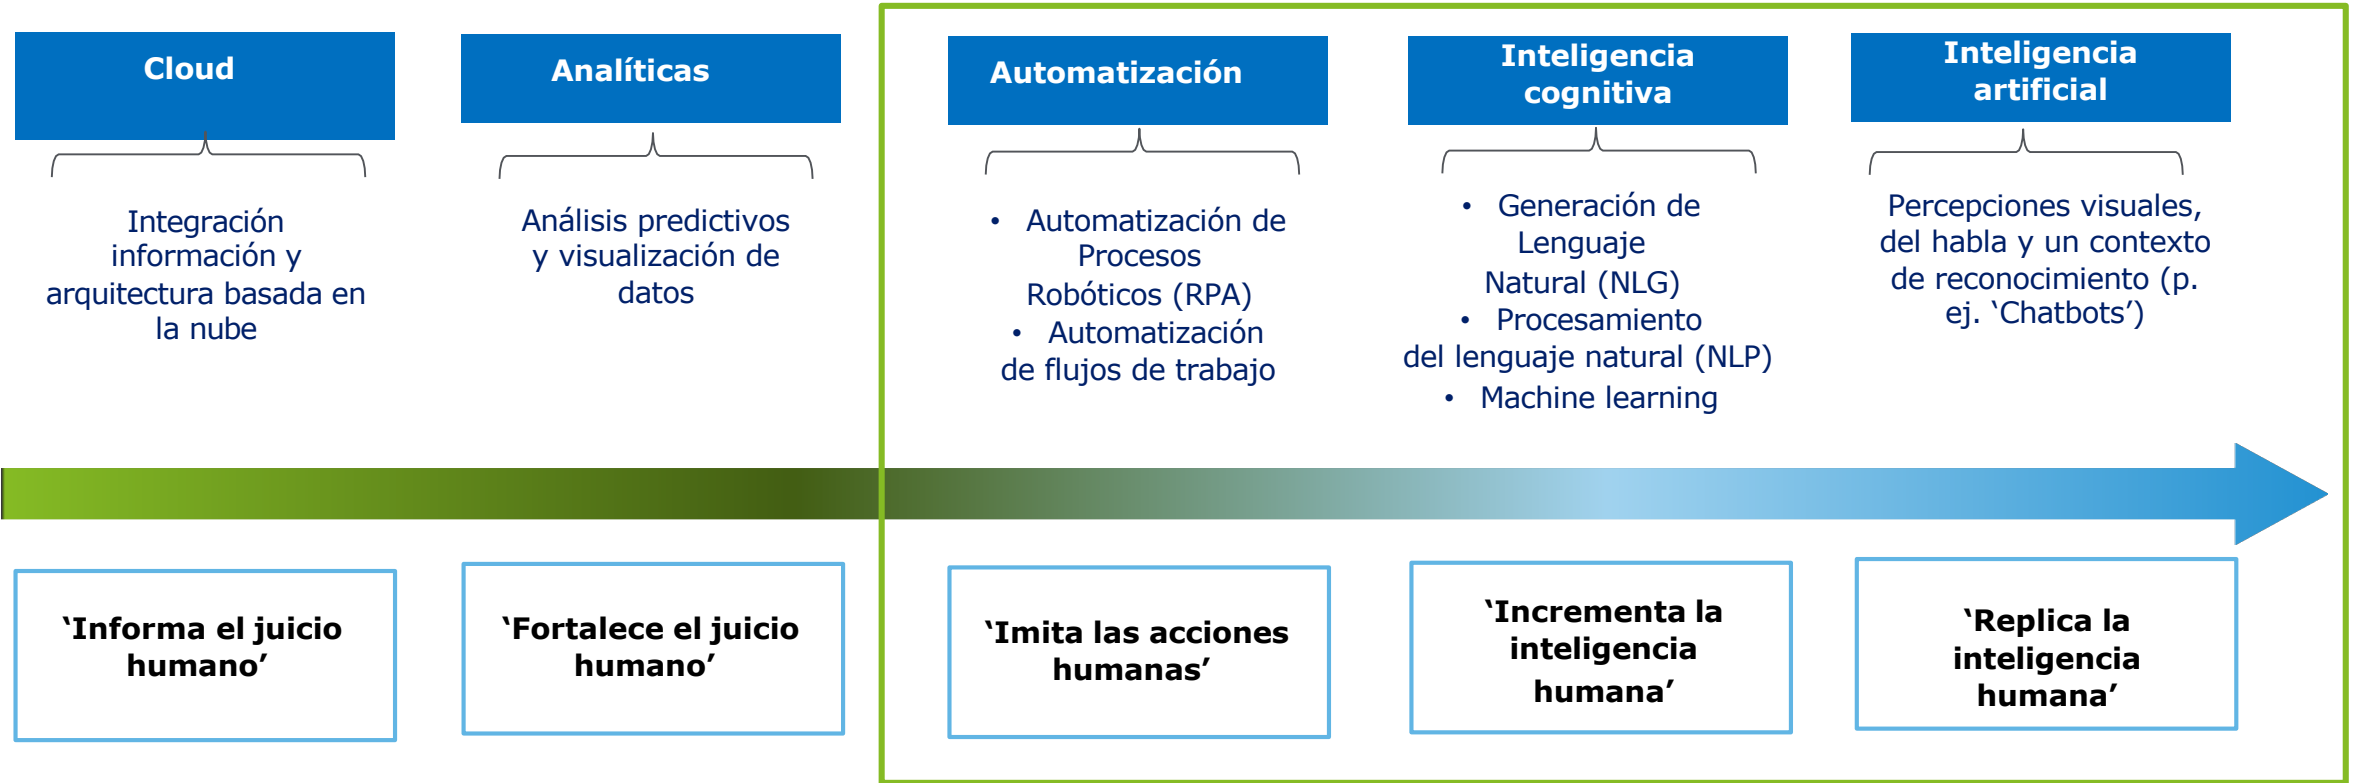 Cloud
Analíticas
Automatización
Inteligencia
cognitiva
Inteligencia
artificial
Integración
información y
arquitectura basada en
la nube
Análisis predictivos
y visualización de
datos
• Automatización de
Procesos
Robóticos (RPA)
• Automatización
de flujos de trabajo
• Generación de
Lenguaje
Natural (NLG)
• Procesamiento
del lenguaje natural (NLP)
• Machine learning
Percepciones visuales,
del habla y un contexto
de reconocimiento (p.
ej. ‘Chatbots’)
‘Informa el juicio
humano’
‘Fortalece el juicio
humano’
‘Imita las acciones
humanas’
‘Incrementa la
inteligencia
humana’
‘Replica la
inteligencia
humana’